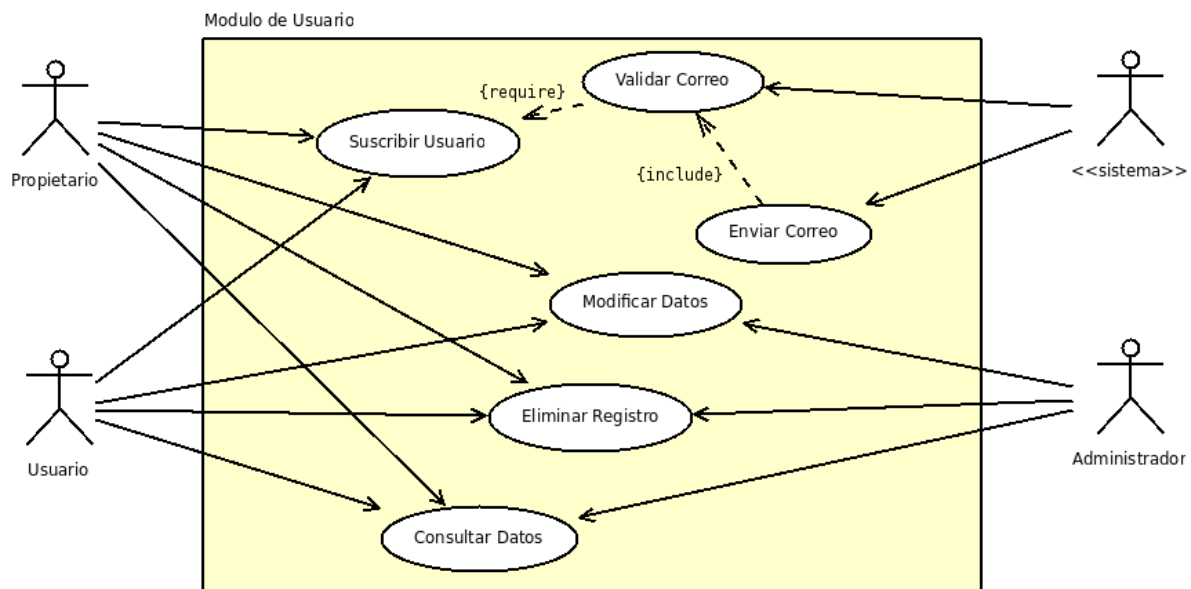 Modulo de Usuario
Validar Correo
{require}
Suscribir Usuario
Propietario
<<sistema>>
{include}
Enviar Correo
Modificar Datos
Eliminar Registro
Usuario
Administrador
Consultar Datos